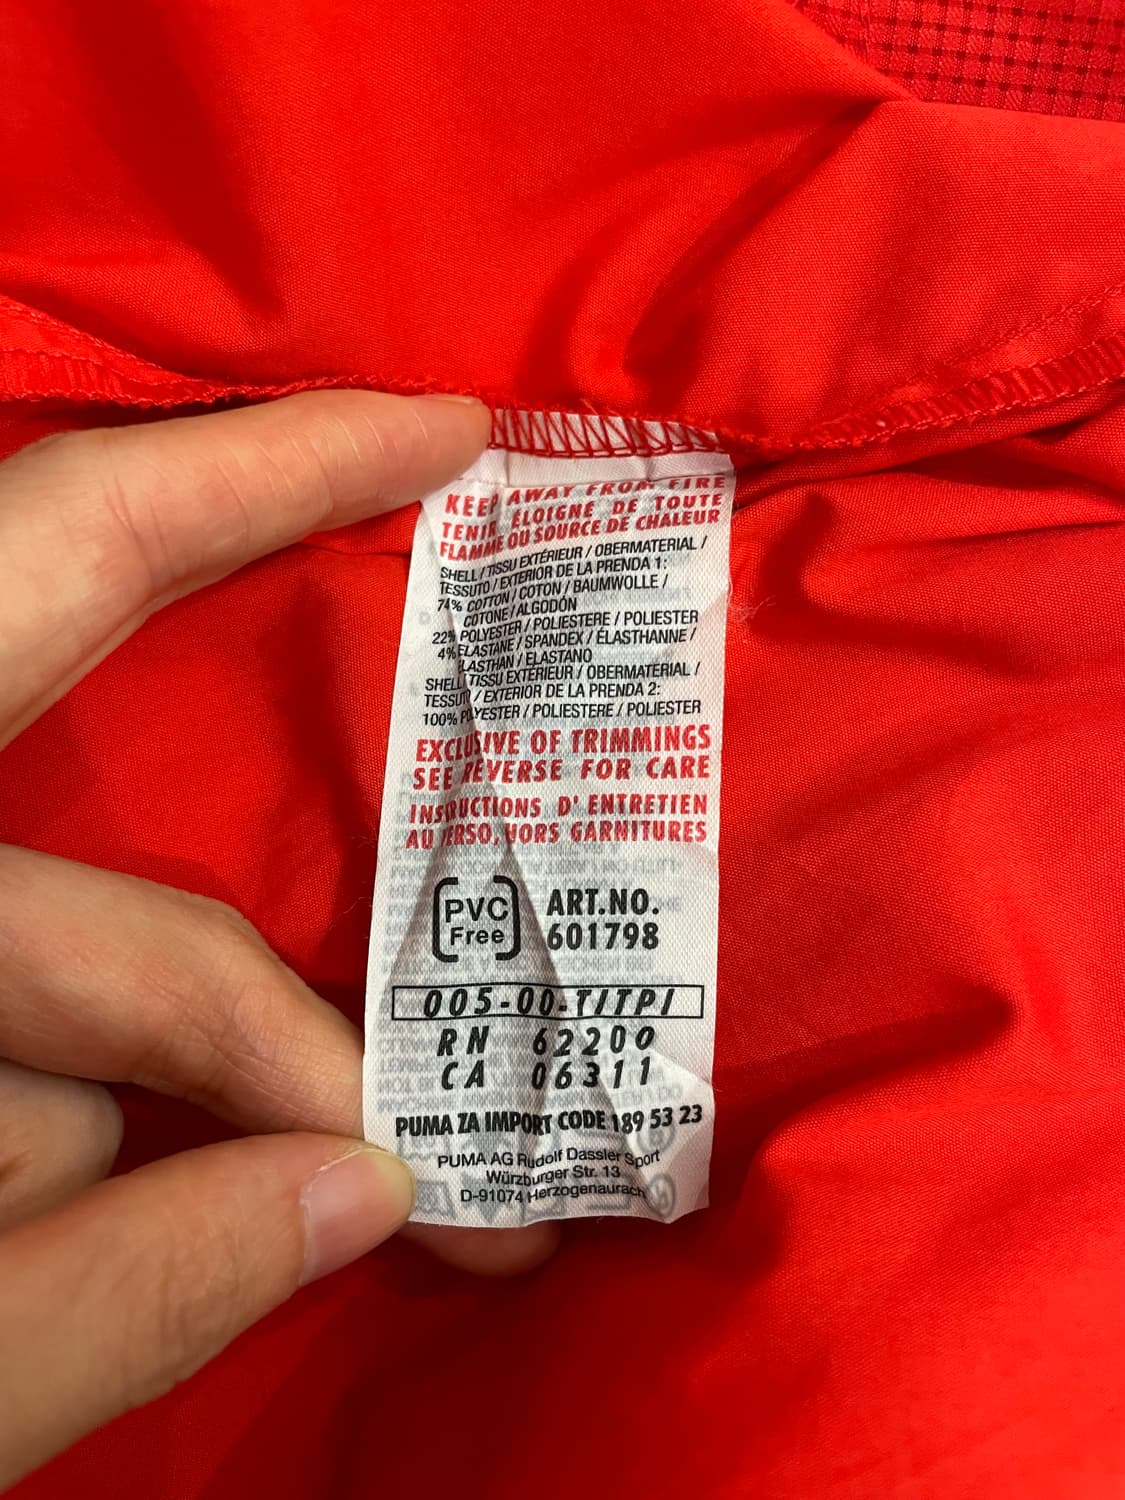 KEEP AWAY FROM FIRE
TENIR ÉLOIGNÉ DE TOUTE
FLAMME OU SOURCE DE CHALEUR
SHELL / TISSU EXTÉRIEUR / OBERMATERIAL /
TESSUTO / EXTERIOR DE LA PRENDA 1:
74% COTTON / COTON / BAUMWOLLE /
COTONE / ALGODÓN
22% POLYESTER / POLIESTERE / POLIESTER
4% ELASTANE / SPANDEX / ÉLASTHANNE /
ELASTHAN / ELASTANO
SHELL / TISSU EXTÉRIEUR / OBERMATERIAL /
TESSUTO / EXTERIOR DE LA PRENDA 2:
100% POLYESTER / POLIESTERE / POLIESTER
EXCLUSIVE OF TRIMMINGS
SEE REVERSE FOR CARE
INSTRUCTIONS D' ENTRETIEN
AU VERSO, HORS GARNITURES
PVC Free
ART.NO.
601798
005-00-TITPI
RN 62200
CA 06311
PUMA ZA IMPORT CODE 189 53 23
PUMA AG Rudolf Dassler Sport
Würzburger Str. 13
D-91074 Herzogenaurach